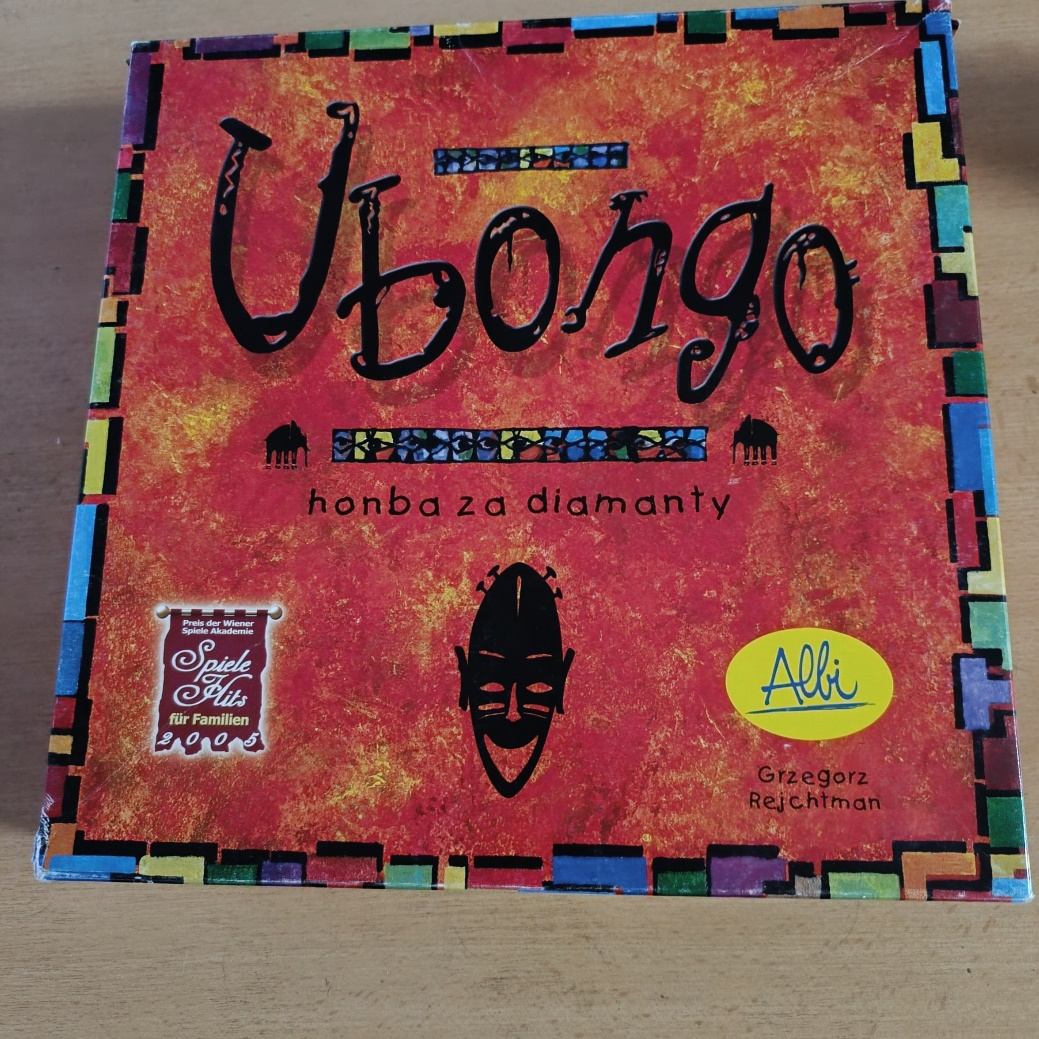 Ubongo
honba za diamanty
Preis der Wiener
Spiele Akademie
Spiele
Hits
für Familien
2005
Albi
Grzegorz
Rejchtman